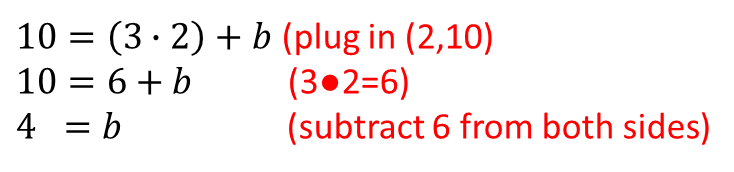 10 = (3 · 2) + b (plug in (2,10)
10 = 6 + b (3●2=6)
4 = b (subtract 6 from both sides)